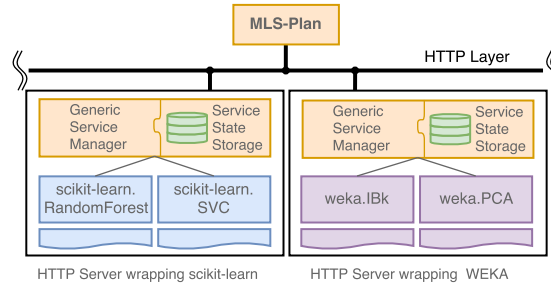 MLS-Plan
HTTP Layer
Generic
Service
Manager
Service
State
Storage
Generic
Service
Manager
Service
State
Storage
scikit-learn.
RandomForest
scikit-learn.
SVC
weka.IBk
weka.PCA
HTTP Server wrapping scikit-learn
HTTP Server wrapping WEKA